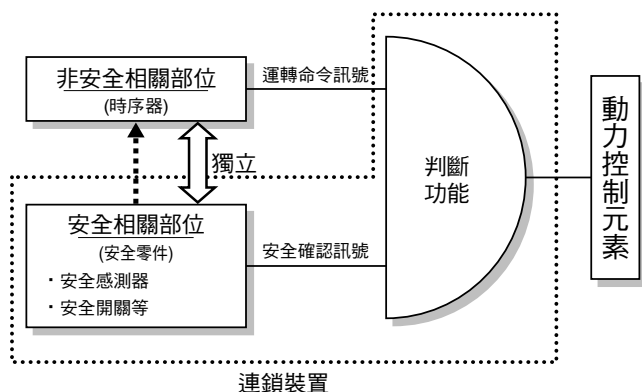 非安全相關部位
(時序器)
運轉命令訊號
獨立
安全相關部位
(安全零件)
・安全感測器
・安全開關等
安全確認訊號
判斷
功能
動力控制元素
連鎖裝置